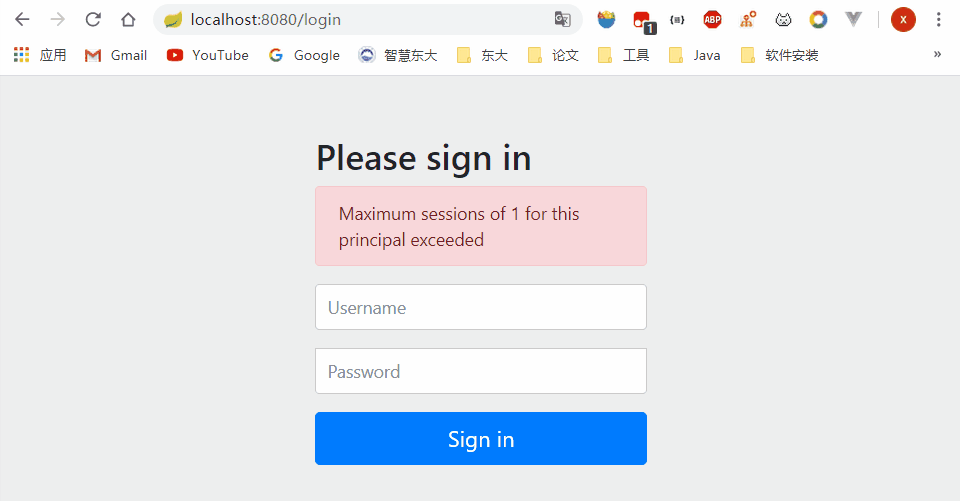 localhost:8080/login
1
{≡}
ABP
X
应用 Gmail YouTube Google 智慧东大 东大 论文 工具 Java 软件安装 »
Please sign in
Maximum sessions of 1 for this
principal exceeded
Username
Password
Sign in